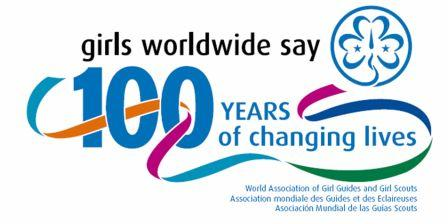 girls worldwide say
100 YEARS
of changing lives
World Association of Girl Guides and Girl Scouts
Association mondiale des Guides et des Eclaireuses
Asociación Mundial de las Guías Scouts